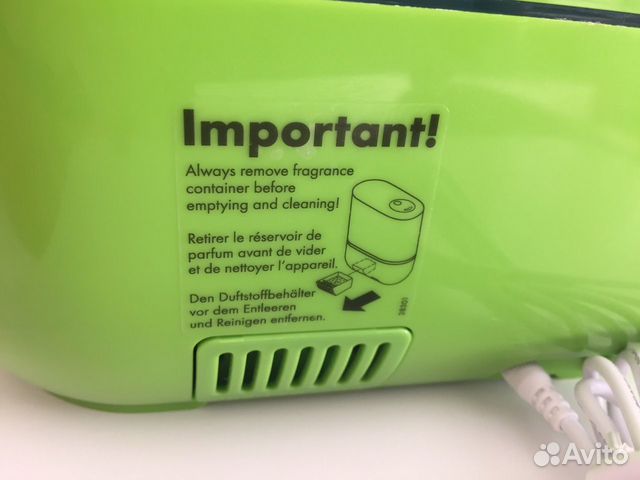 Important!
Always remove fragrance
container before
emptying and cleaning!
Retirer le réservoir de
parfum avant de vider
et de nettoyer l'appareil.
Den Duftstoffbehälter
vor dem Entleeren
und Reinigen entfernen.
38201
Avito